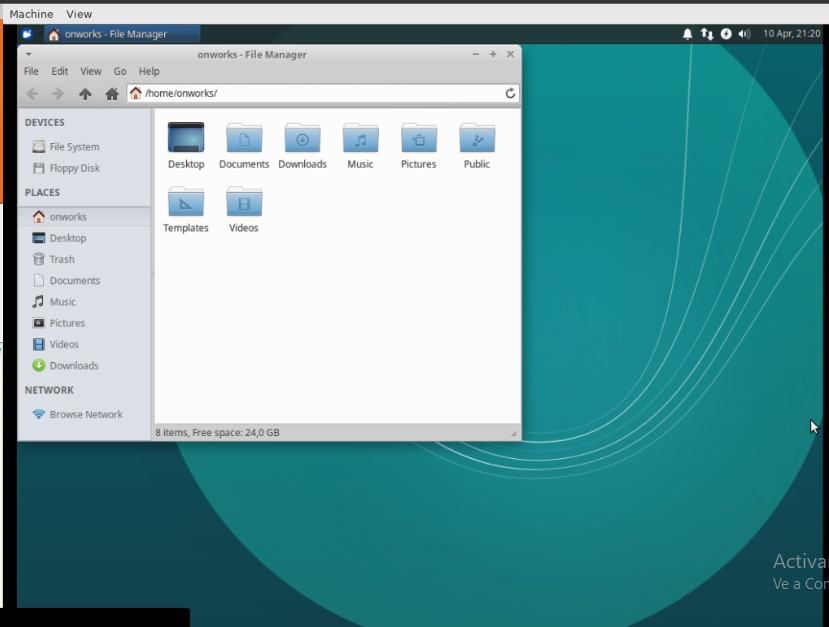 Machine View
onworks - File Manager
10 Apr, 21:20
onworks - File Manager
File Edit View Go Help
/home/onworks/
DEVICES
File System
Floppy Disk
PLACES
onworks
Desktop
Trash
Documents
Music
Pictures
Videos
Downloads
NETWORK
Browse Network
Desktop Documents Downloads Music Pictures Public
Templates Videos
8 items, Free space: 24,0 GB
Ve a